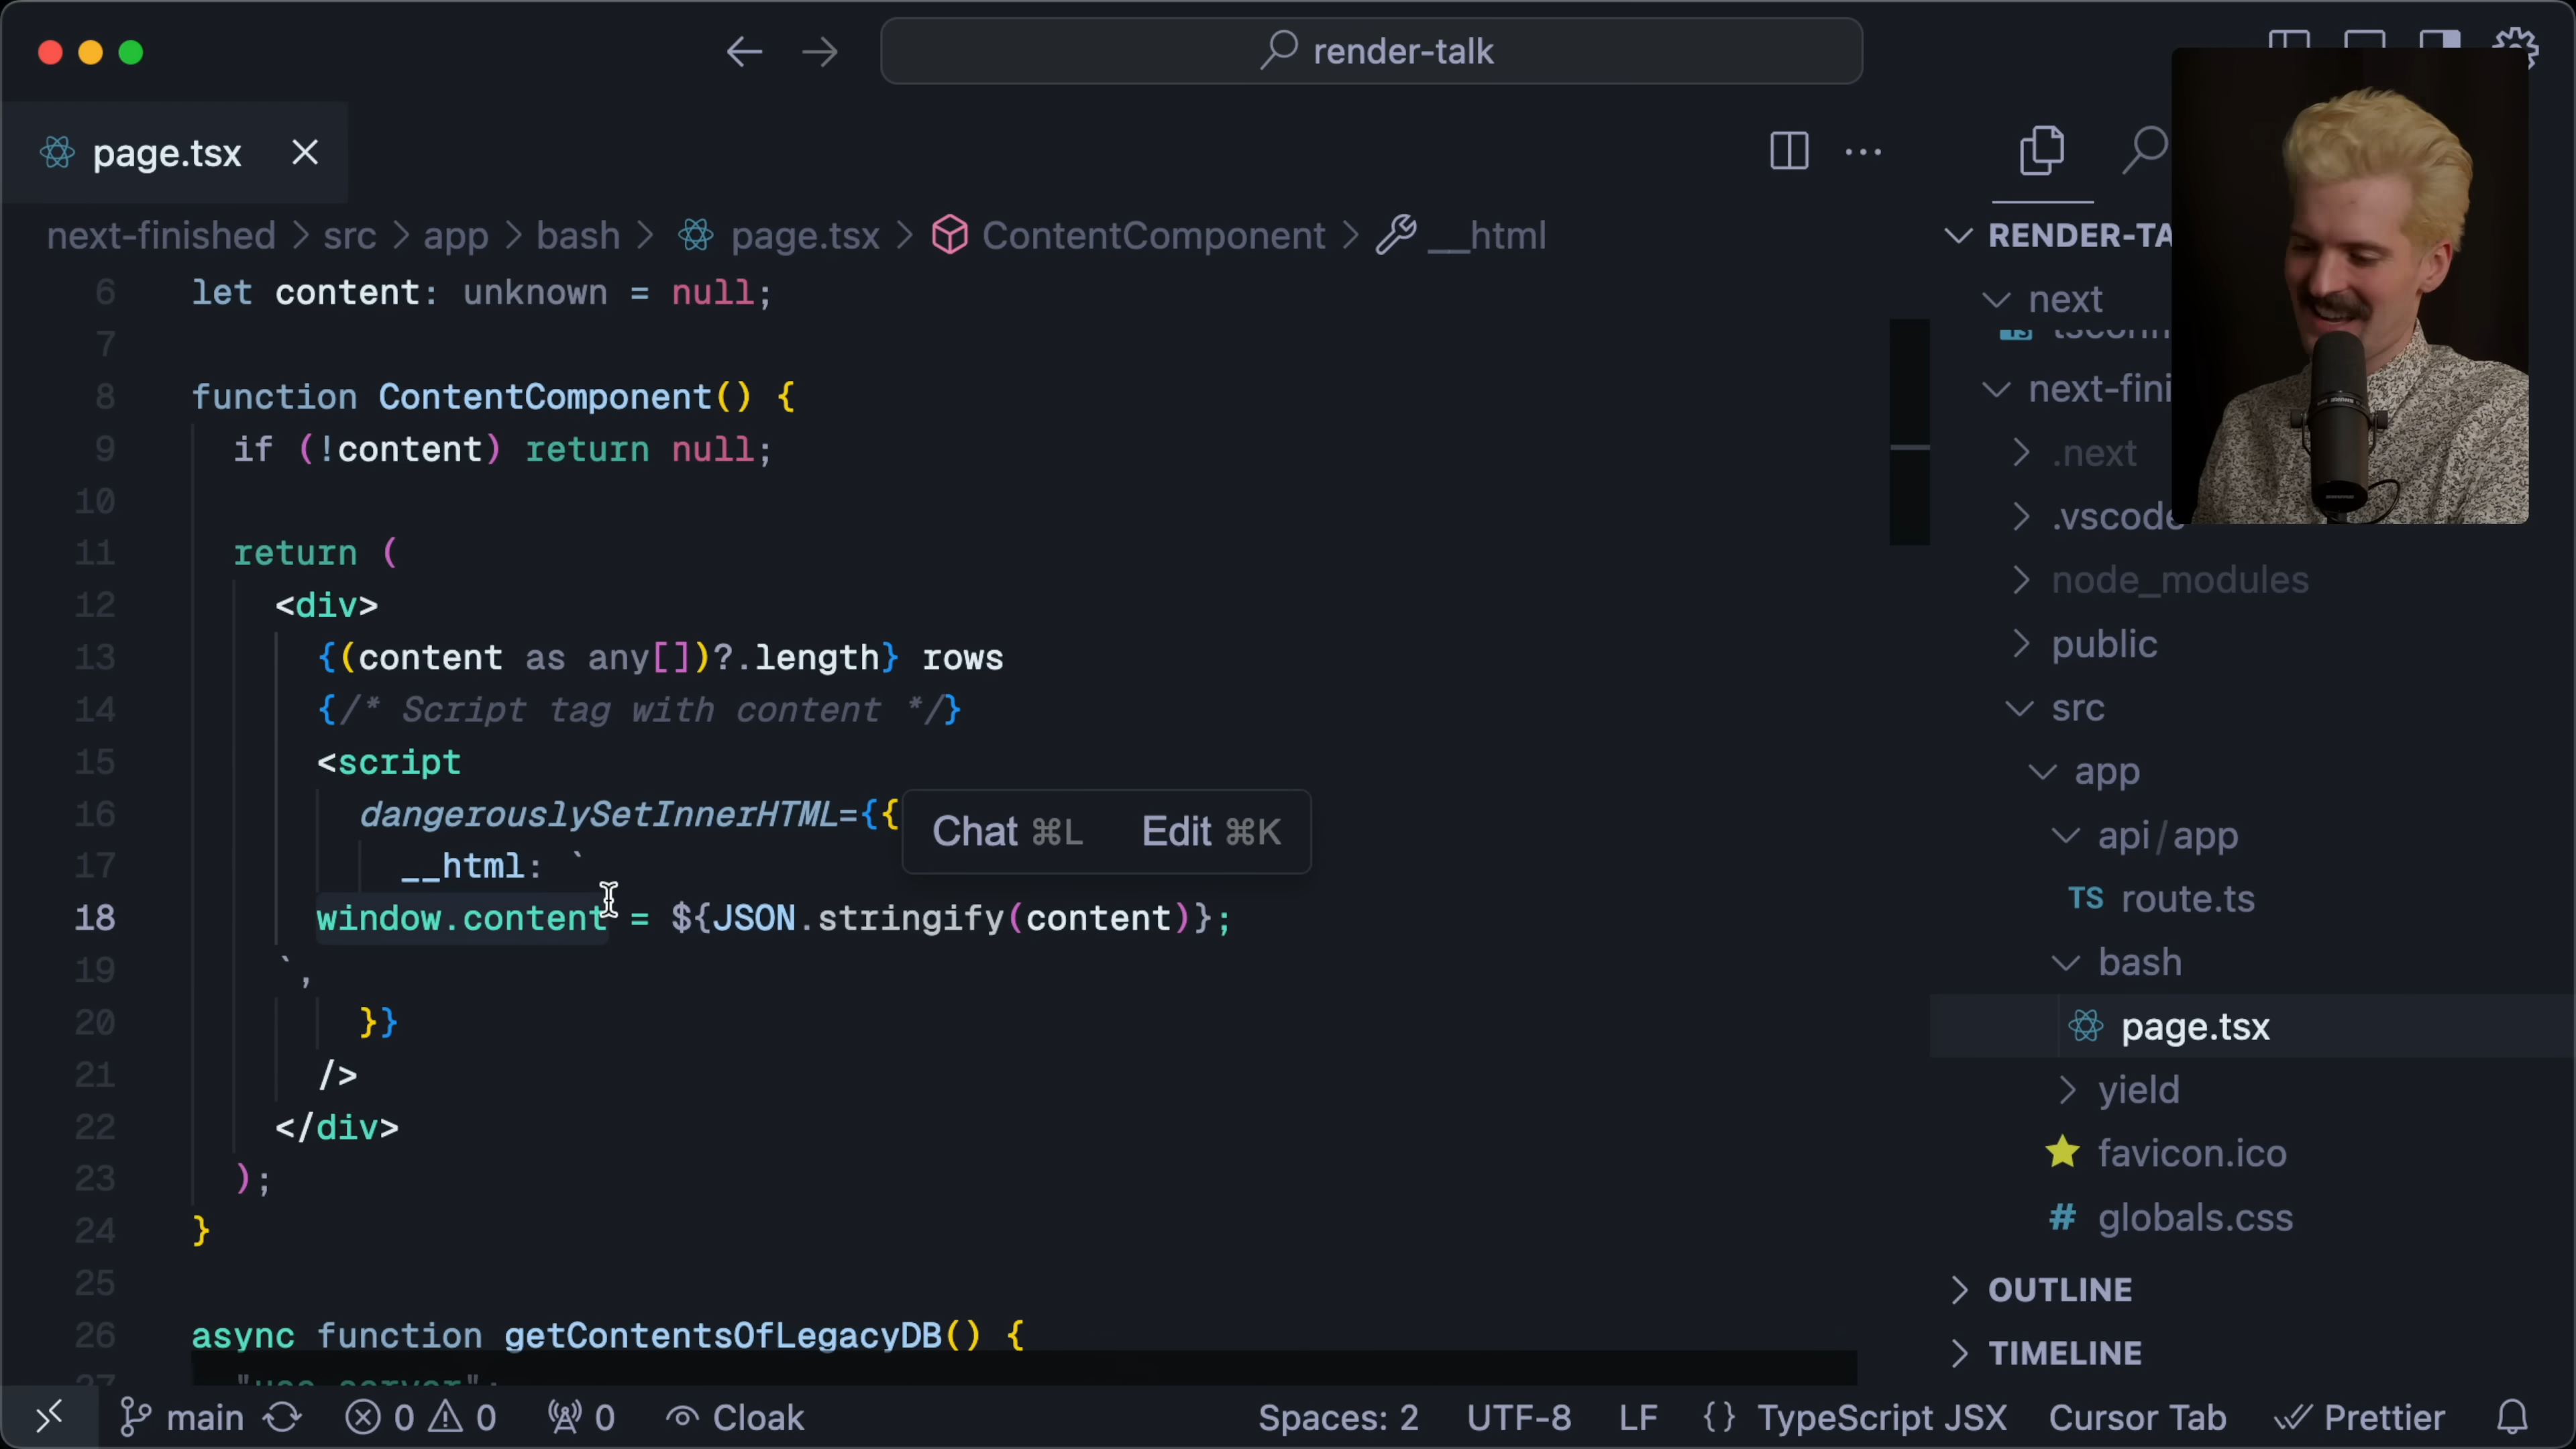 render-talk
page.tsx
next-finished > src > app > bash > page.tsx > ContentComponent > __html
6 let content: unknown = null;
7
8 function ContentComponent() {
9 if (!content) return null;
10
11 return (
12 <div>
13 {(content as any[])?.length} rows
14 {/* Script tag with content */}
15 <script
16 dangerouslySetInnerHTML={{
Chat ⌘L Edit ⌘K
17 __html: `
18 window.content = ${JSON.stringify(content)};
19 `,
20 }}
21 />
22 </div>
23 );
24 }
25
26 async function getContentsOfLegacyDB() {
27 "use server";
RENDER-TA
next
next-fini
.next
.vscode
node_modules
public
src
app
api/app
TS route.ts
bash
page.tsx
yield
favicon.ico
# globals.css
OUTLINE
TIMELINE
main 0 0 0 Cloak Spaces: 2 UTF-8 LF {} TypeScript JSX Cursor Tab Prettier